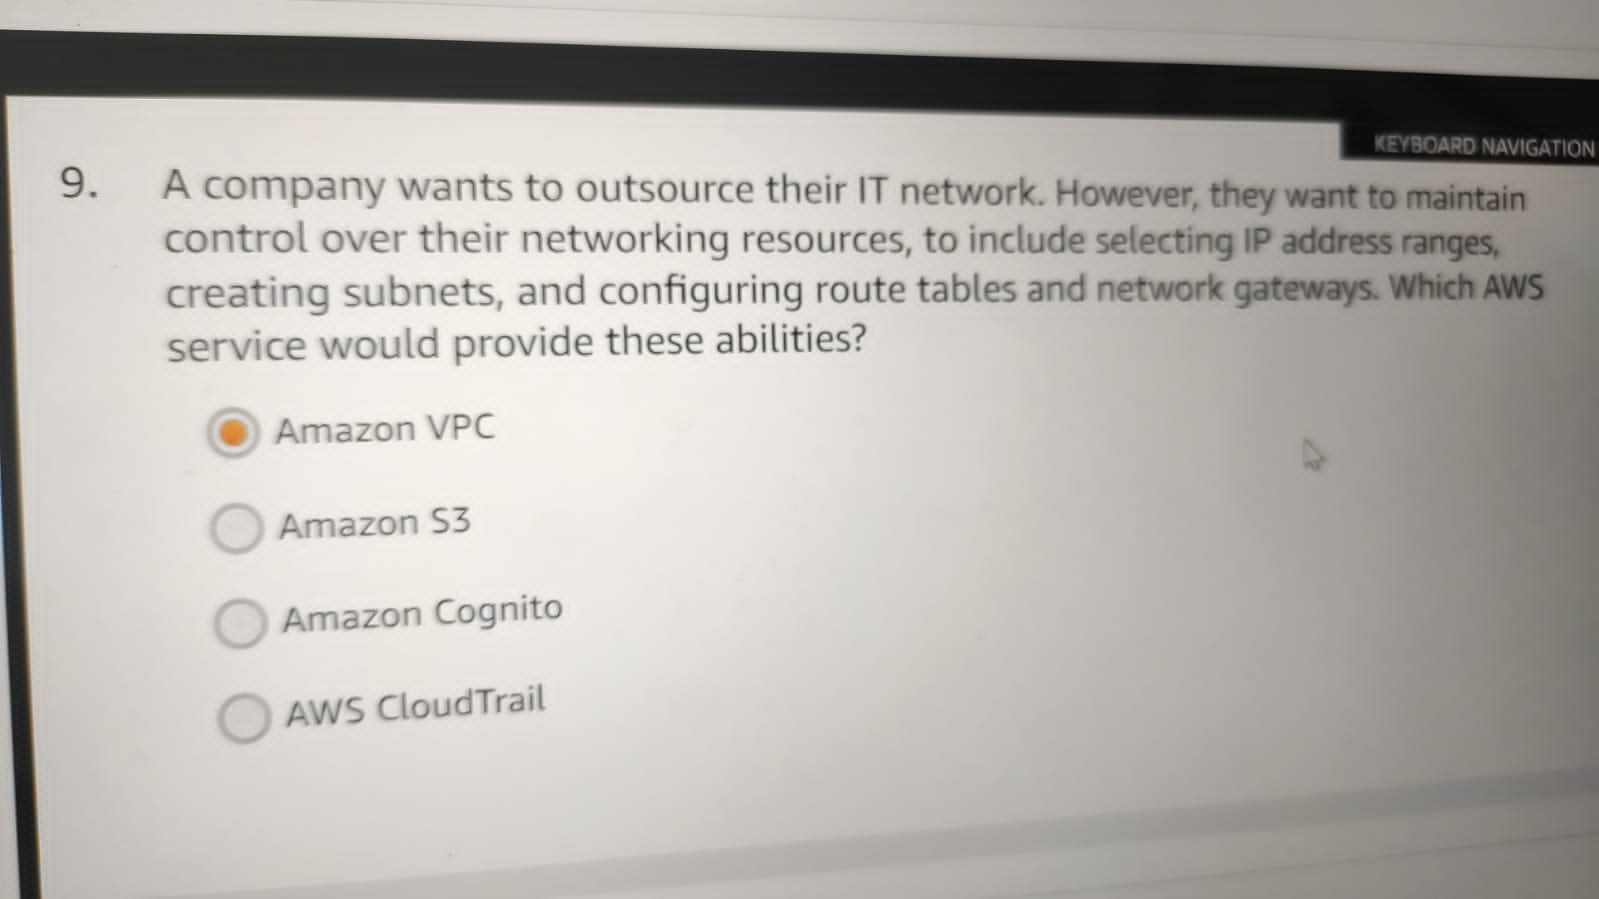 KEYBOARD NAVIGATION
9. A company wants to outsource their IT network. However, they want to maintain
control over their networking resources, to include selecting IP address ranges,
creating subnets, and configuring route tables and network gateways. Which AWS
service would provide these abilities?
Amazon VPC
Amazon S3
Amazon Cognito
AWS CloudTrail